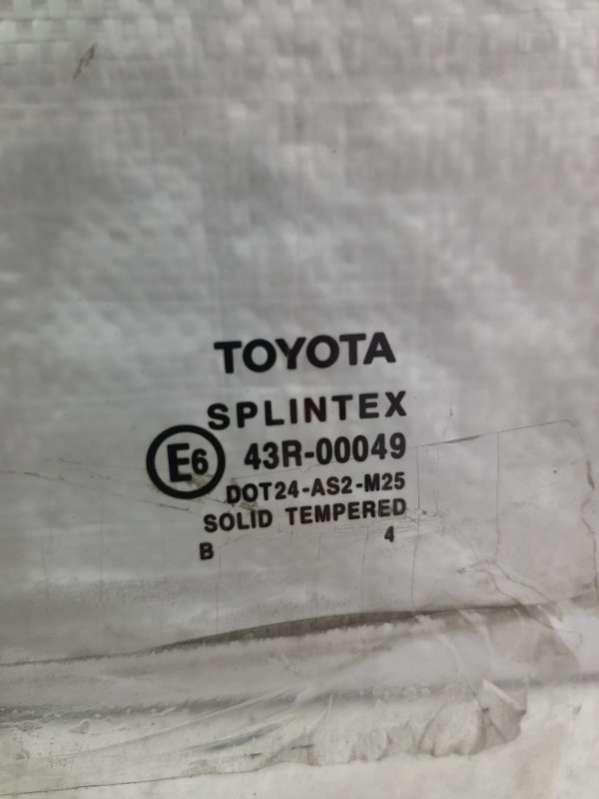 TOYOTA
SPLINTEX
E6 43R-00049
DOT24-AS2-M25
SOLID TEMPERED
B 4